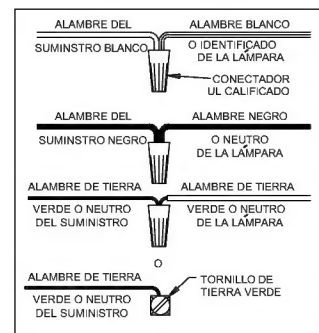 ALAMBRE DEL
SUMINSTRO BLANCO
ALAMBRE BLANCO
O IDENTIFICADO
DE LA LÁMPARA
CONECTADOR
UL CALIFICADO
ALAMBRE DEL
SUMINSTRO NEGRO
ALAMBRE NEGRO
O NEUTRO
DE LA LÁMPARA
ALAMBRE DE TIERRA
VERDE O NEUTRO
DEL SUMINISTRO
ALAMBRE DE TIERRA
VERDE O NEUTRO
DE LA LÁMPARA
O
ALAMBRE DE TIERRA
VERDE O NEUTRO
DEL SUMINISTRO
TORNILLO DE
TIERRA VERDE